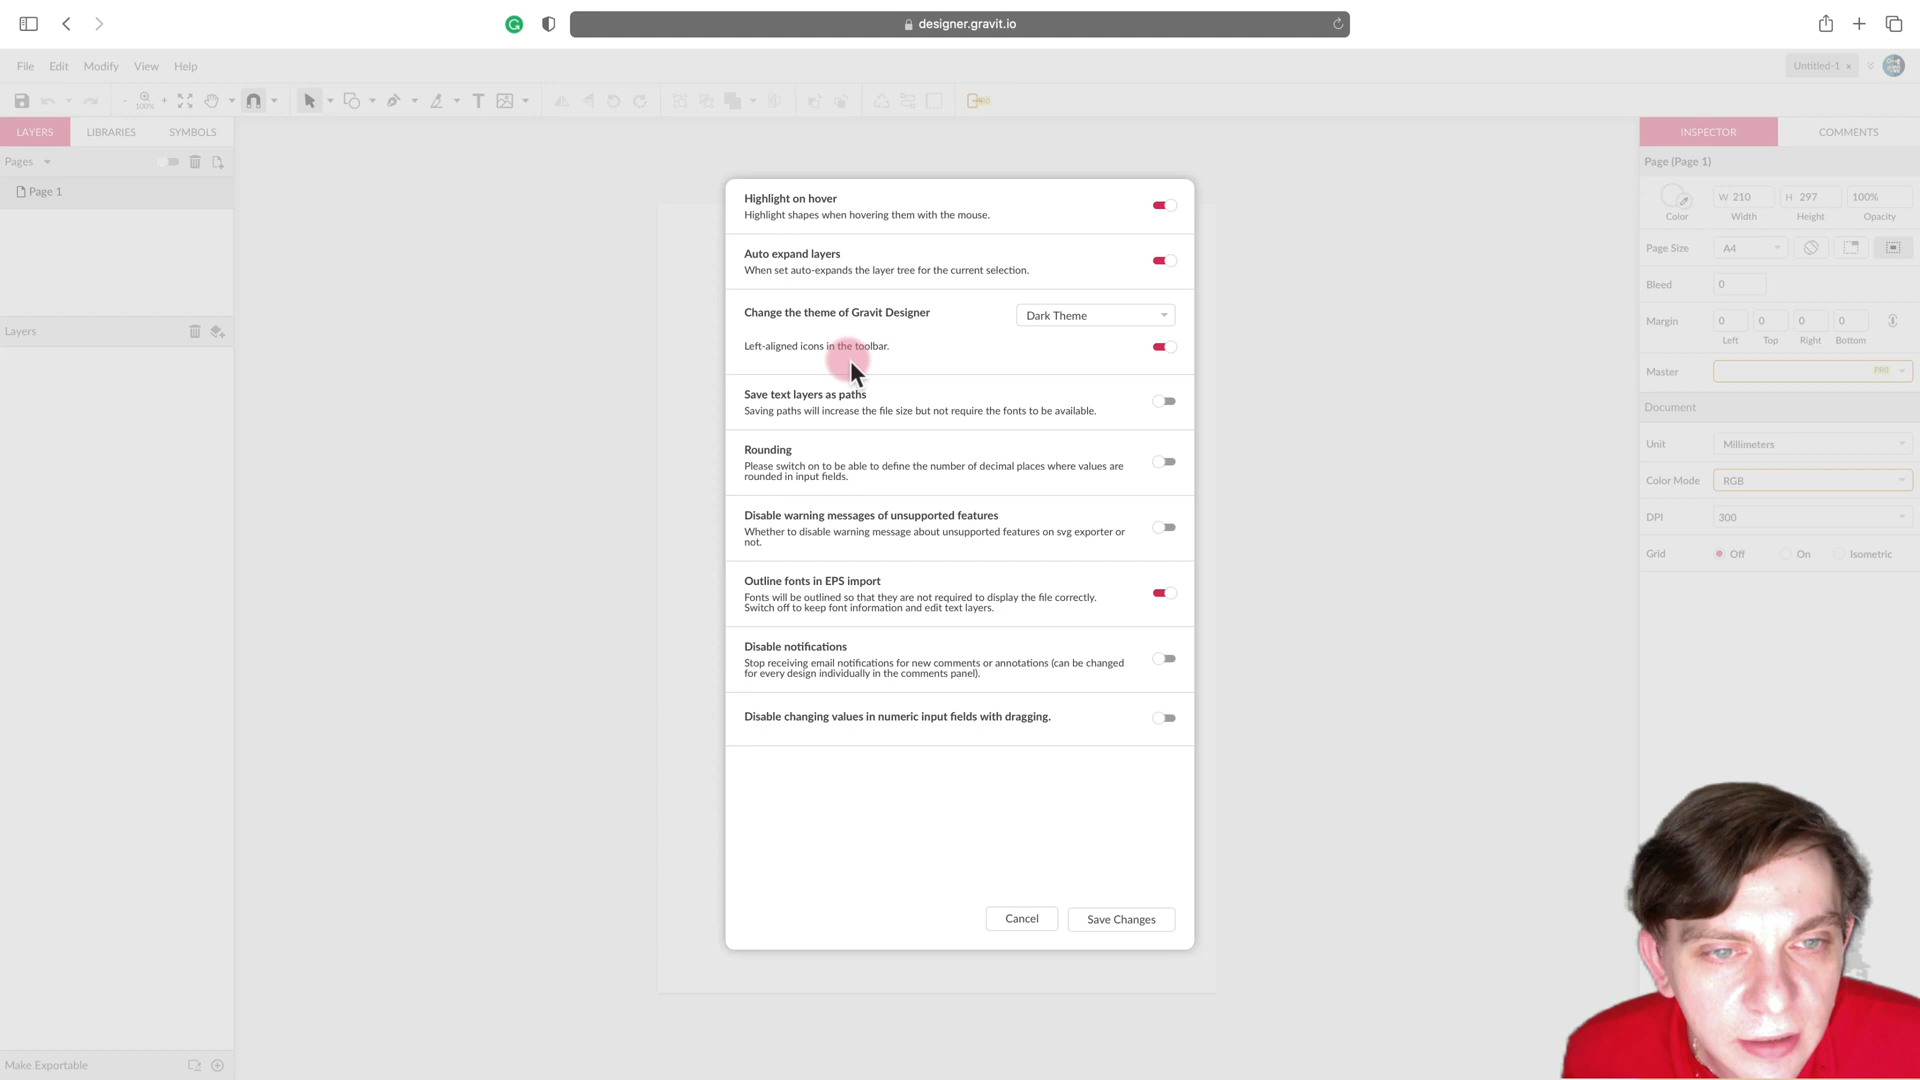 designer.gravit.io
File Edit Modify View Help
Untitled-1 ×
100%
PRO
LAYERS LIBRARIES SYMBOLS
INSPECTOR COMMENTS
Pages
Page 1
Layers
Make Exportable
Highlight on hover
Highlight shapes when hovering them with the mouse.
Auto expand layers
When set auto-expands the layer tree for the current selection.
Change the theme of Gravit Designer
Dark Theme
Left-aligned icons in the toolbar.
Save text layers as paths
Saving paths will increase the file size but not require the fonts to be available.
Rounding
Please switch on to be able to define the number of decimal places where values are
rounded in input fields.
Disable warning messages of unsupported features
Whether to disable warning message about unsupported features on svg exporter or
not.
Outline fonts in EPS import
Fonts will be outlined so that they are not required to display the file correctly.
Switch off to keep font information and edit text layers.
Disable notifications
Stop receiving email notifications for new comments or annotations (can be changed
for every design individually in the comments panel).
Disable changing values in numeric input fields with dragging.
Cancel Save Changes
Page (Page 1)
W 210 H 297 100%
Color Width Height Opacity
Page Size A4
Bleed 0
Margin 0 0 0 0
Left Top Right Bottom
Master PRO
Document
Unit Millimeters
Color Mode RGB
DPI 300
Grid Off On Isometric